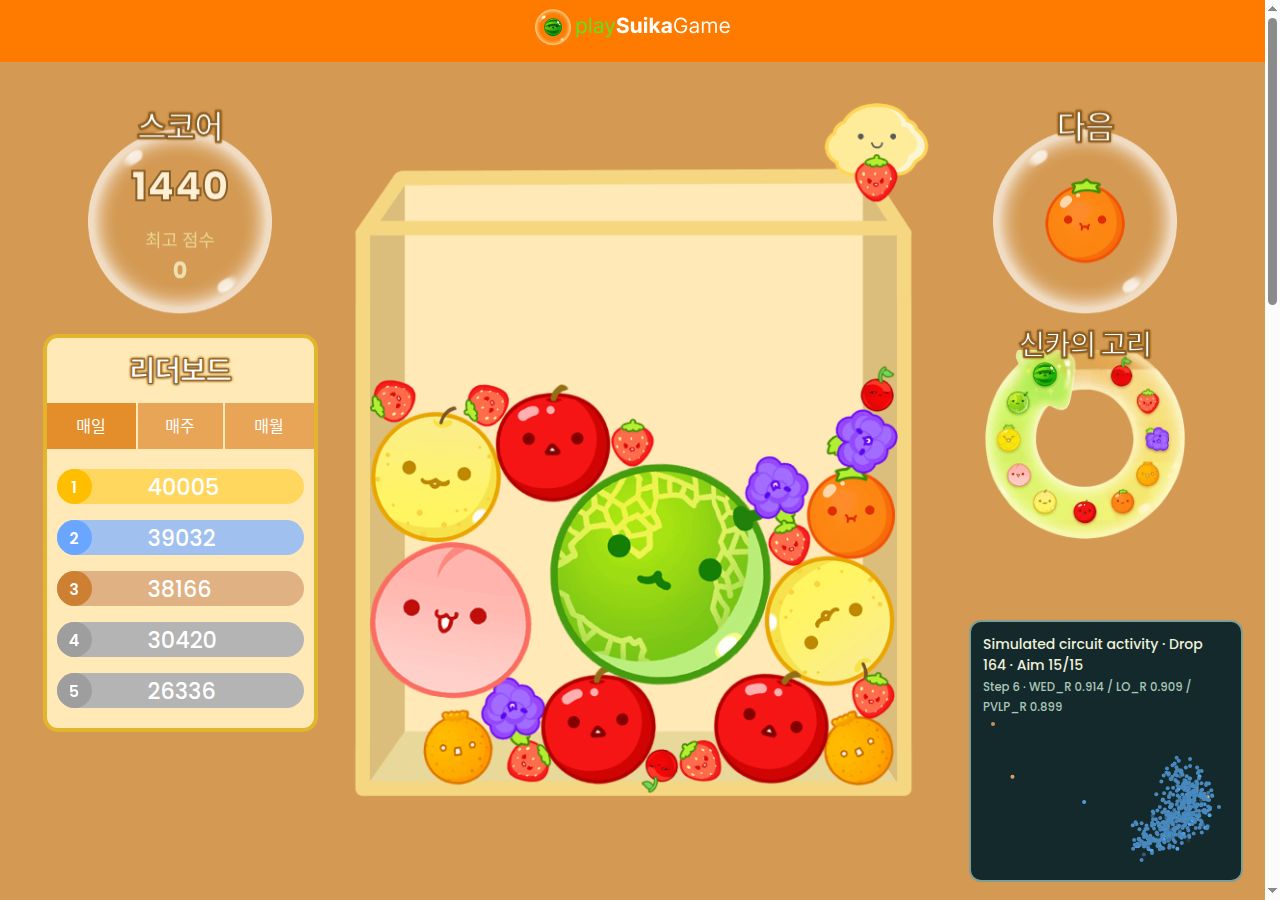 playSuikaGame
스코어
1440
최고 점수
0
다음
신카의 고리
리더보드
매일 매주 매월
1 40005
2 39032
3 38166
4 30420
5 26336
Simulated circuit activity · Drop
164 · Aim 15/15
Step 6 · WED_R 0.914 / LO_R 0.909 /
PVLP_R 0.899